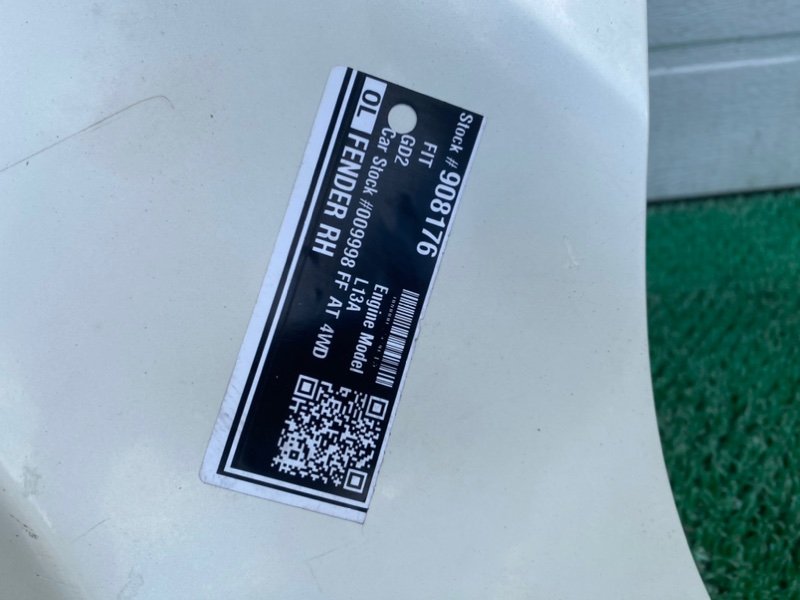 Stock # 908176
FIT
GD2 Engine Model
L13A
Car Stock #009998 FF AT 4WD
OL FENDER RH